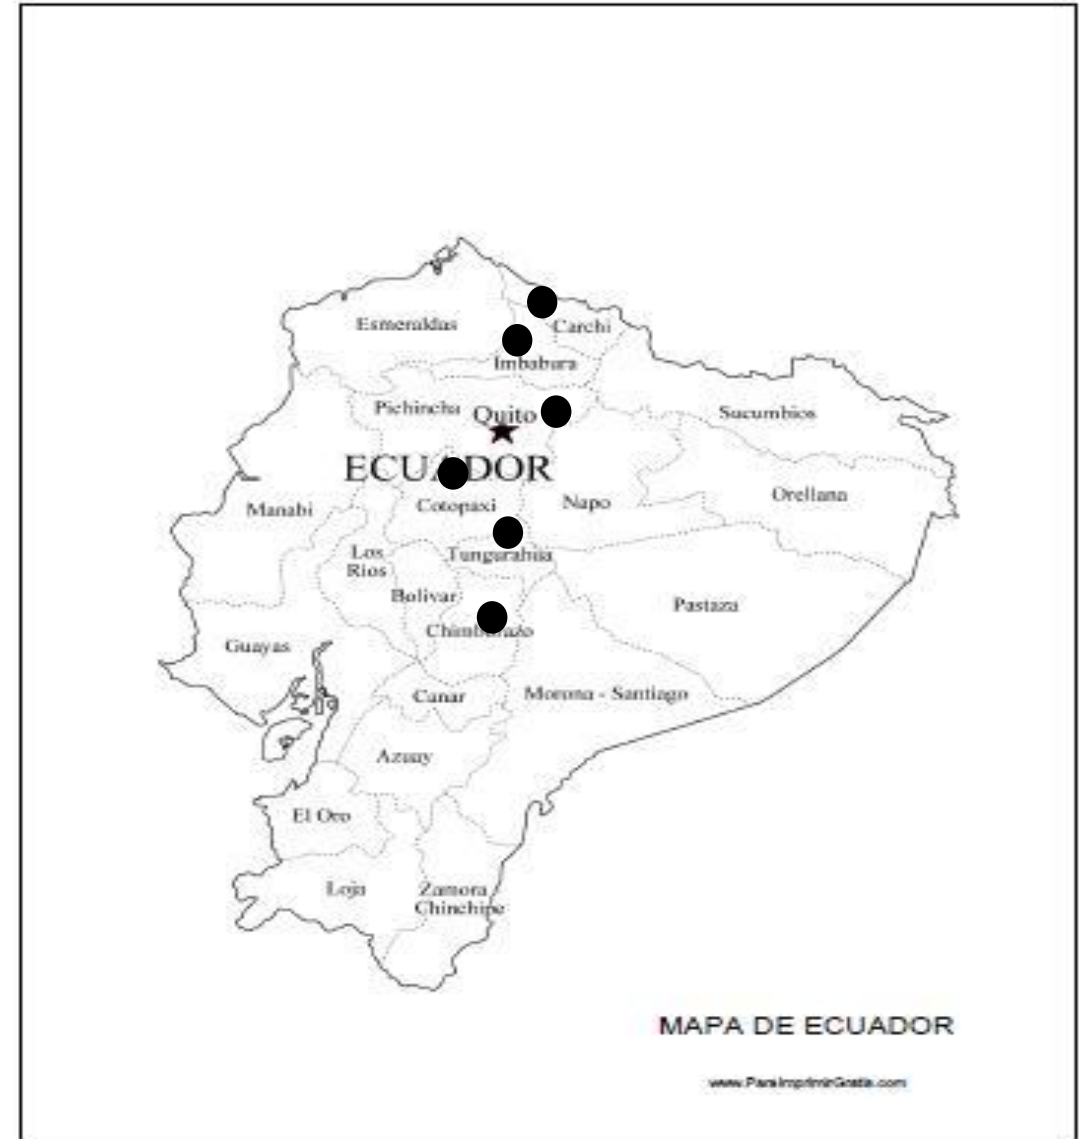 Esmeraldas
Carchi
Imbabura
Pichincha
Quito
Sucumbios
ECUADOR
Manabi
Cotopaxi
Napo
Orellana
Los
Rios
Tungurahua
Bolivar
Pastaza
Guayas
Chimborazo
Canar
Morona - Santiago
Azuay
El Oro
Loja
Zamora
Chinchipe
MAPA DE ECUADOR
www.ParaImprimirGratis.com